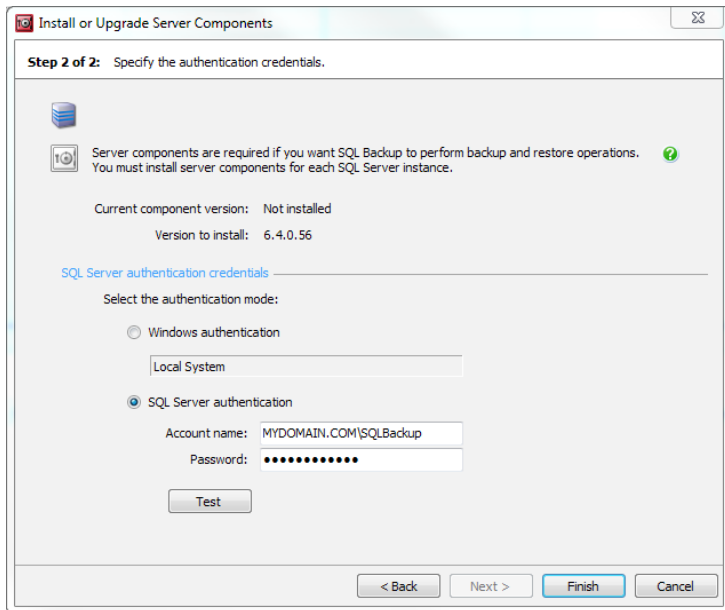 Install or Upgrade Server Components
Step 2 of 2: Specify the authentication credentials.
Server components are required if you want SQL Backup to perform backup and restore operations.
You must install server components for each SQL Server instance.
Current component version: Not installed
Version to install: 6.4.0.56
SQL Server authentication credentials
Select the authentication mode:
Windows authentication
Local System
SQL Server authentication
Account name: MYDOMAIN.COM\SQLBackup
Password: ••••••••••••
Test
< Back Next > Finish Cancel